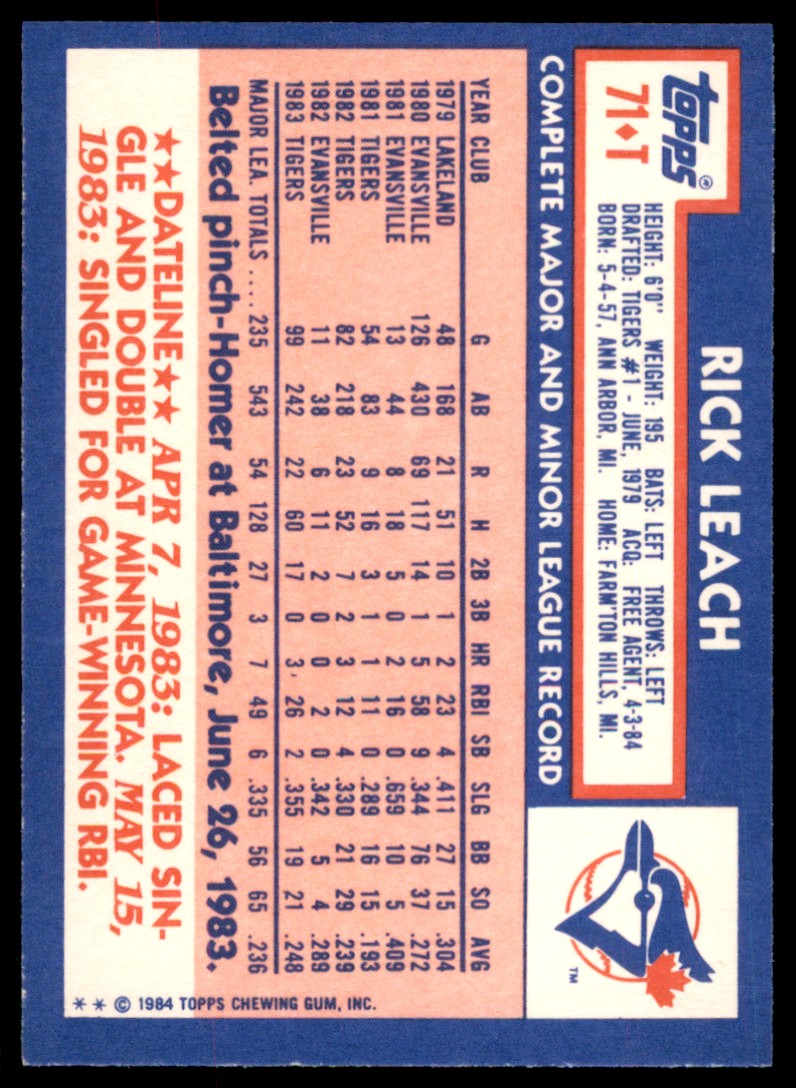 RICK LEACH
topps®
71♦T
HEIGHT: 6'0" WEIGHT: 195 BATS: LEFT THROWS: LEFT
DRAFTED: TIGERS #1 - JUNE, 1979 ACQ: FREE AGENT, 4-3-84
BORN: 5-4-57, ANN ARBOR, MI. HOME: FARM'TON HILLS, MI.
TM
COMPLETE MAJOR AND MINOR LEAGUE RECORD
YEAR CLUB G AB R H 2B 3B HR RBI SB SLG BB SO AVG
1979 LAKELAND 48 168 21 51 10 1 2 23 4 .411 27 15 .304
1980 EVANSVILLE 126 430 69 117 14 1 5 58 9 .344 76 37 .272
1981 EVANSVILLE 13 44 8 18 5 0 2 16 0 .659 10 5 .409
1981 TIGERS 54 83 9 16 3 1 1 11 0 .289 16 15 .193
1982 TIGERS 82 218 23 52 7 2 3 12 4 .330 21 29 .239
1982 EVANSVILLE 11 38 6 11 2 0 0 2 0 .342 5 4 .289
1983 TIGERS 99 242 22 60 17 0 3 26 2 .355 19 21 .248
MAJOR LEA. TOTALS .... 235 543 54 128 27 3 7 49 6 .335 56 65 .236
Belted pinch-Homer at Baltimore, June 26, 1983.
★★DATELINE★★ APR 7, 1983: LACED SIN-
GLE AND DOUBLE AT MINNESOTA. MAY 15,
1983: SINGLED FOR GAME-WINNING RBI.
* * © 1984 TOPPS CHEWING GUM, INC.